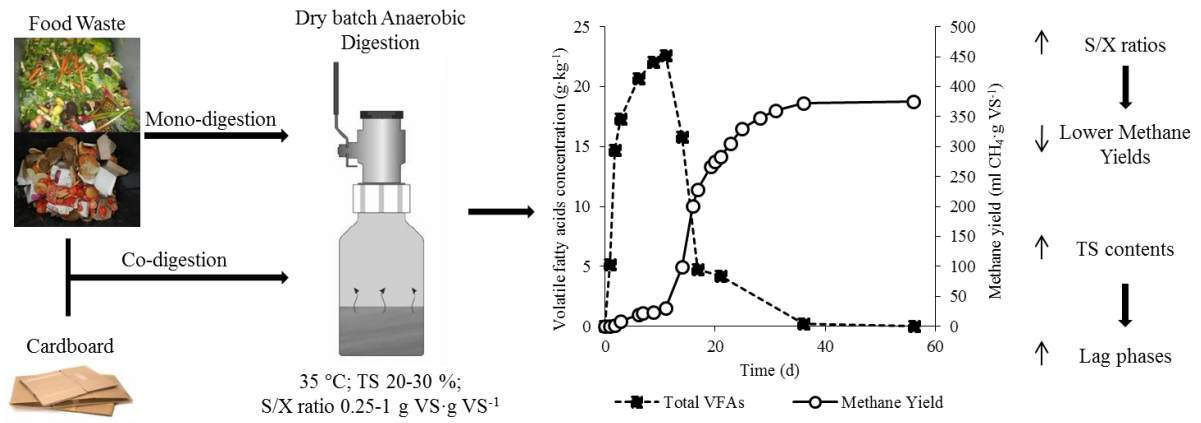 Food Waste
Mono-digestion
Co-digestion
Cardboard
Dry batch Anaerobic
Digestion
35 °C; TS 20-30 %;
S/X ratio 0.25-1 g VS·g VS⁻¹
Volatile fatty acids concentration (g·kg⁻¹)
25
20
15
10
5
0
0
20
40
60
Time (d)
500
450
400
350
300
250
200
150
100
50
0
Methane yield (ml CH₄·g VS⁻¹)
Total VFAs
Methane Yield
↑ S/X ratios
↓ Lower Methane
Yields
↑ TS contents
↑ Lag phases